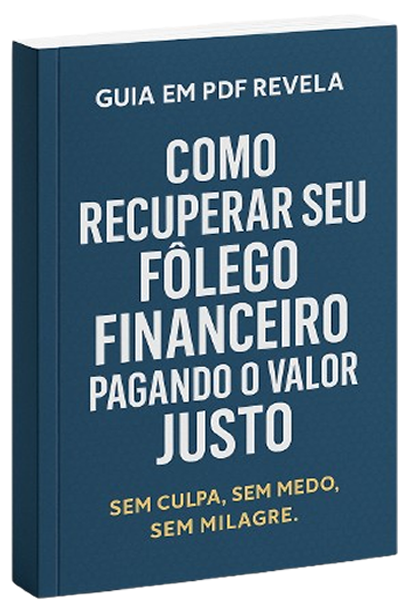 GUIA EM PDF REVELA
COMO
RECUPERAR SEU
FÔLEGO
FINANCEIRO
PAGANDO O VALOR
JUSTO
SEM CULPA, SEM MEDO,
SEM MILAGRE.